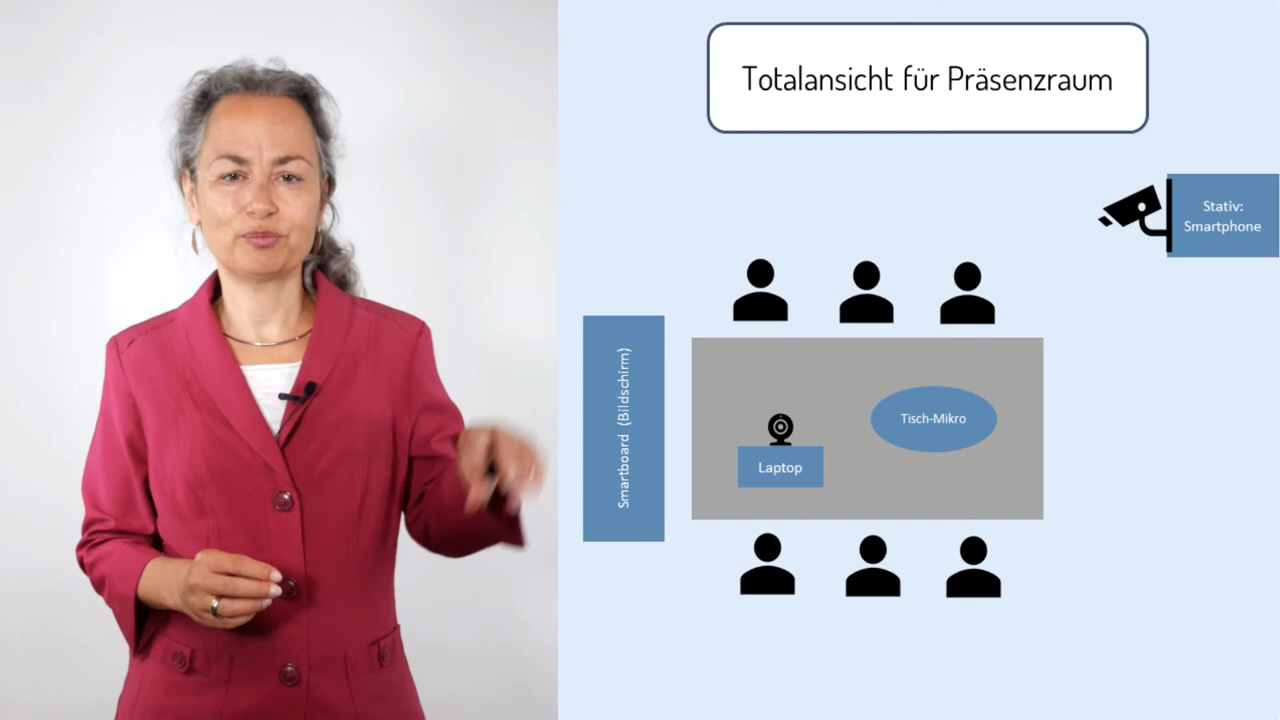 Totalansicht für Präsenzraum
Stativ:
Smartphone
Smartboard (Bildschirm)
Tisch-Mikro
Laptop